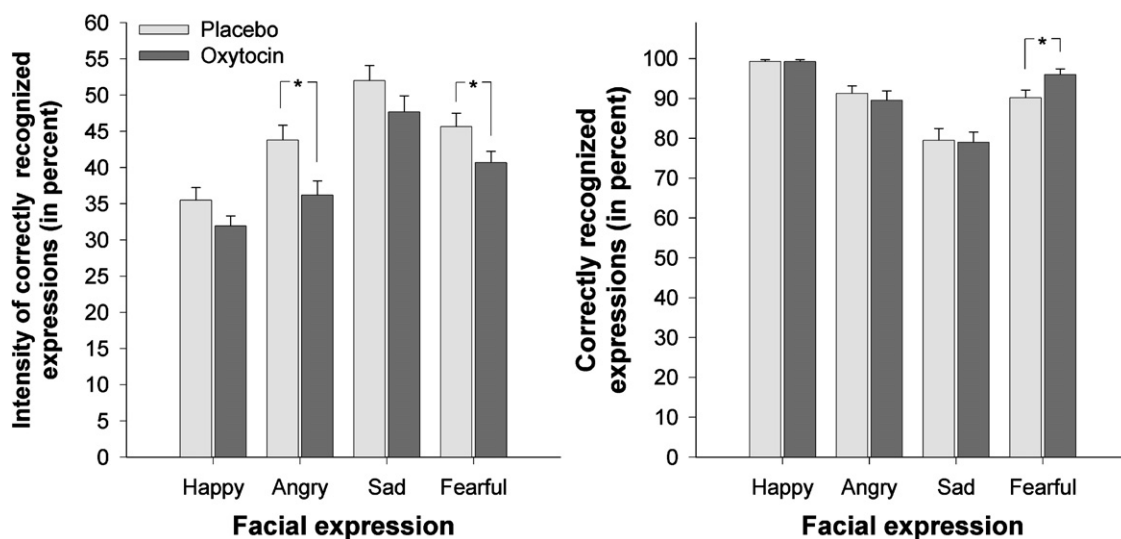 Intensity of correctly recognized
expressions (in percent)
60
55
50
45
40
35
30
25
20
15
10
5
0
Placebo
Oxytocin
*
*
Happy
Angry
Sad
Fearful
Facial expression
Correctly recognized
expressions (in percent)
100
90
80
70
60
50
40
30
20
10
0
*
Happy
Angry
Sad
Fearful
Facial expression